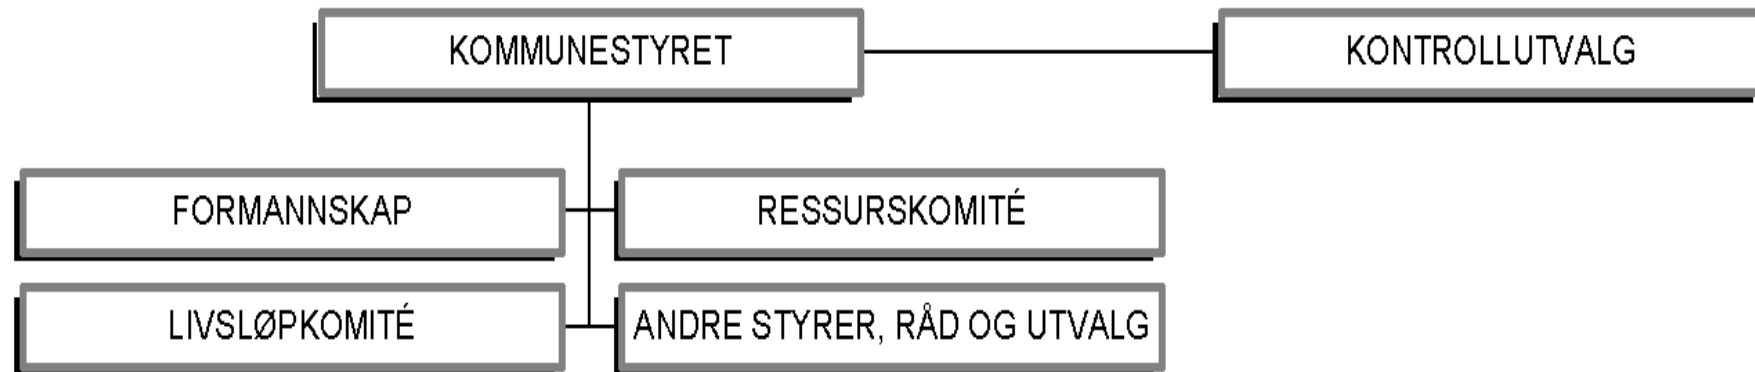 KOMMUNESTYRET
KONTROLLUTVALG
FORMANNSKAP
RESSURSKOMITÉ
LIVSLØPKOMITÉ
ANDRE STYRER, RÅD OG UTVALG